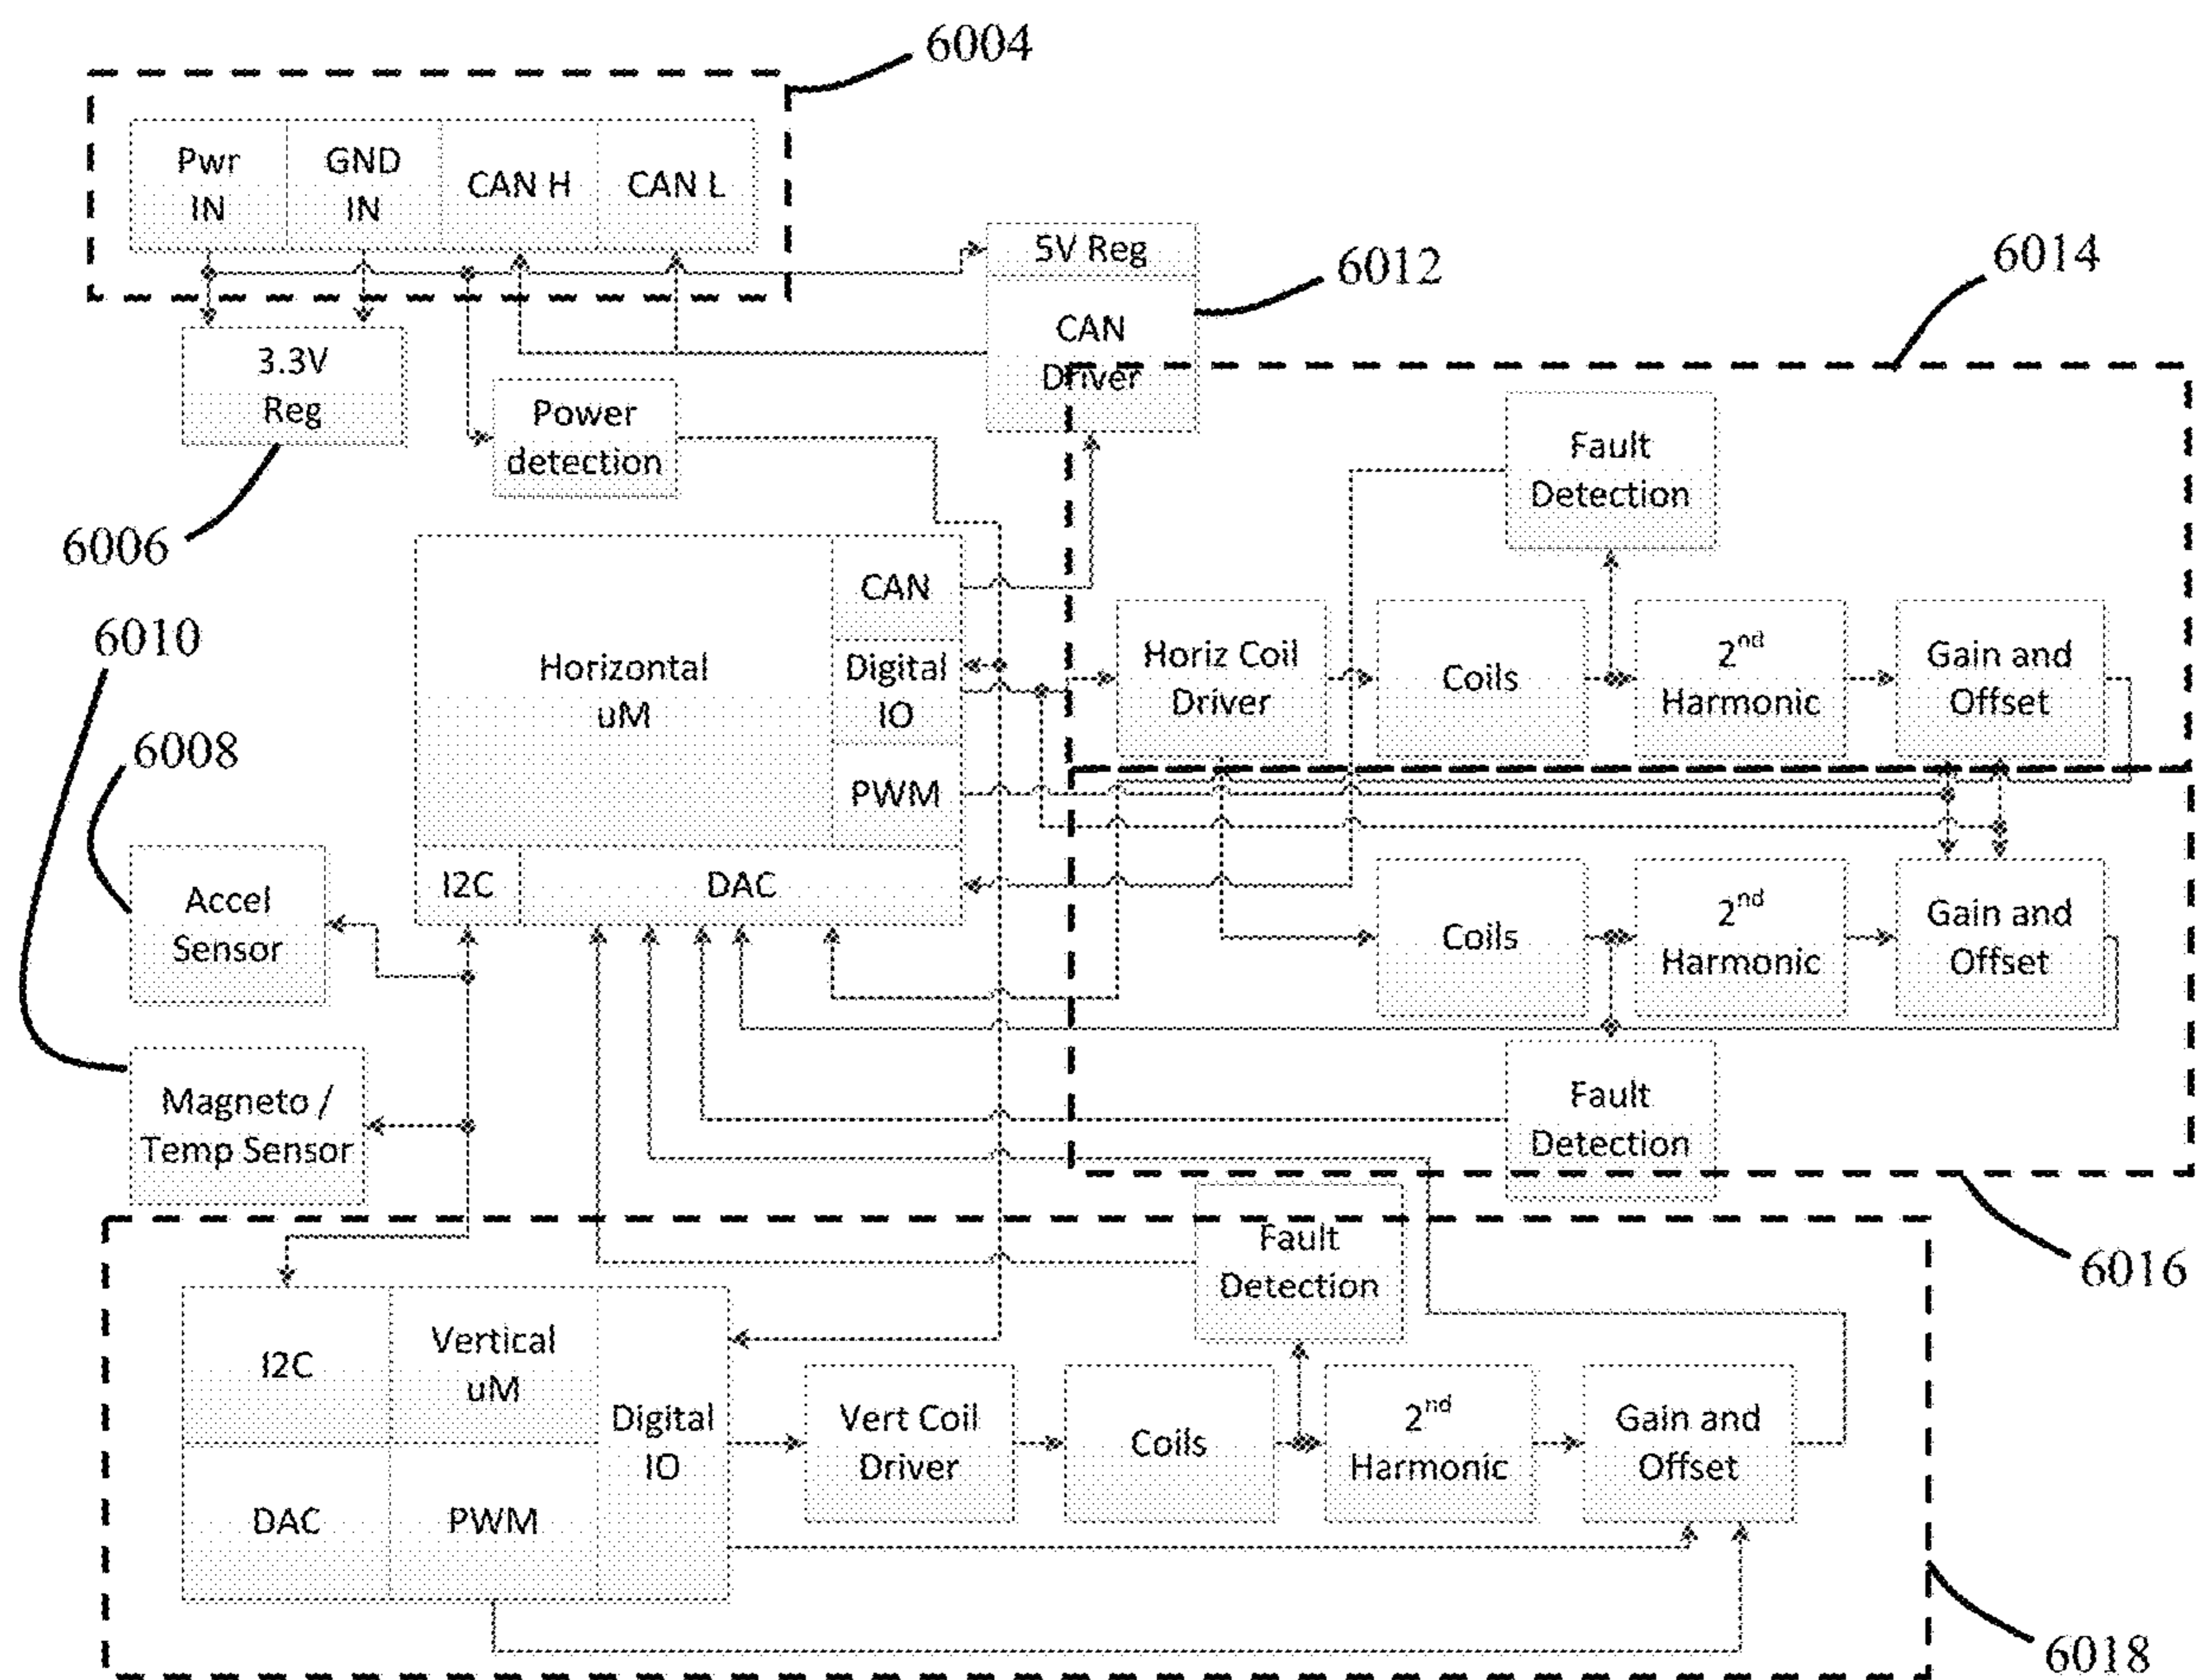 6004
Pwr
IN
GND
IN
CAN H
CAN L
5V Reg
CAN
Driver
6012
6014
3.3V
Reg
6006
Power
detection
Fault
Detection
Horizontal
uM
CAN
Digital
IO
PWM
I2C
DAC
6010
6008
Horiz Coil
Driver
Coils
2nd
Harmonic
Gain and
Offset
Accel
Sensor
Coils
2nd
Harmonic
Gain and
Offset
Magneto /
Temp Sensor
Fault
Detection
6016
Fault
Detection
I2C
Vertical
uM
Digital
IO
DAC
PWM
Vert Coil
Driver
Coils
2nd
Harmonic
Gain and
Offset
6018